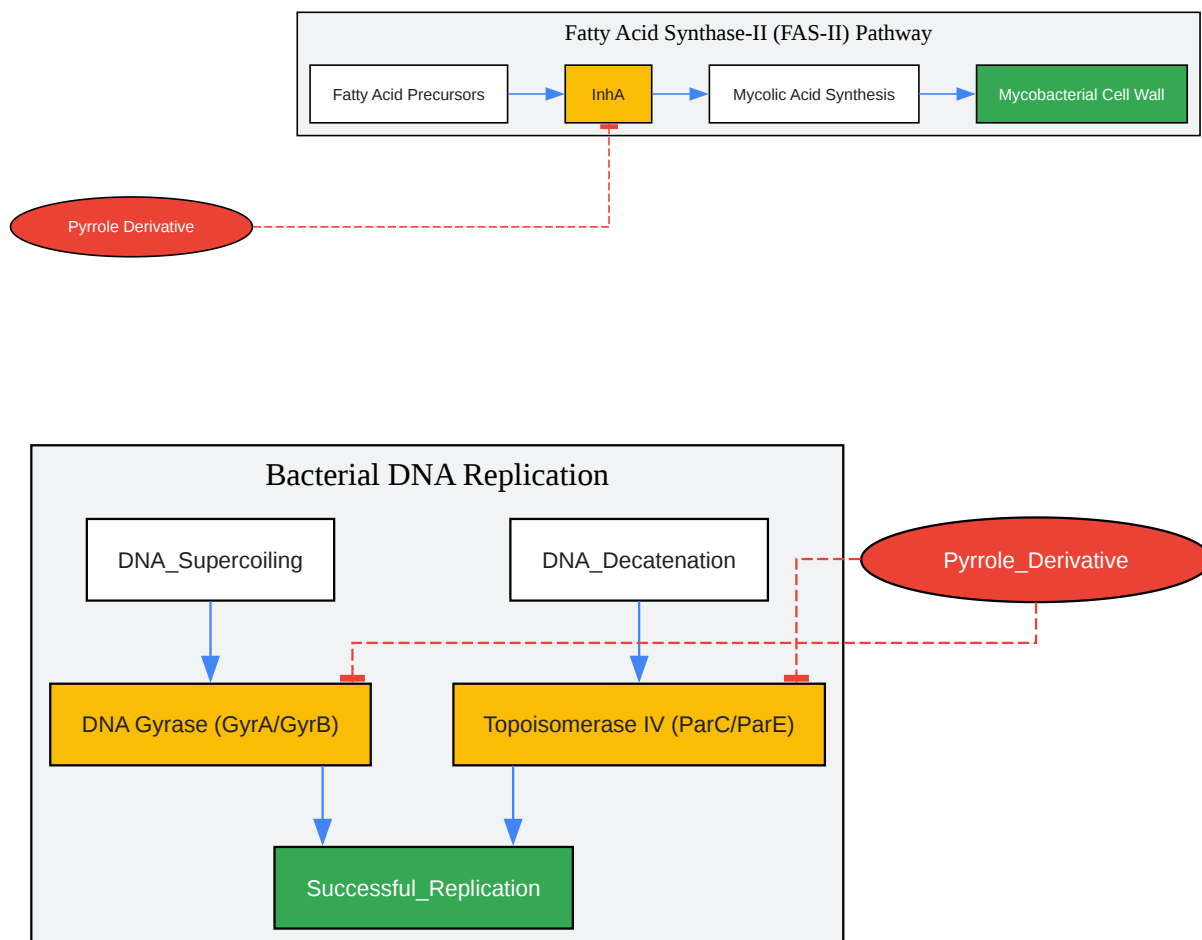 Fatty Acid Synthase-II (FAS-II) Pathway
Fatty Acid Precursors
InhA
Mycolic Acid Synthesis
Mycobacterial Cell Wall
Pyrrole Derivative
Bacterial DNA Replication
DNA_Supercoiling
DNA_Decatenation
Pyrrole_Derivative
DNA Gyrase (GyrA/GyrB)
Topoisomerase IV (ParC/ParE)
Successful_Replication